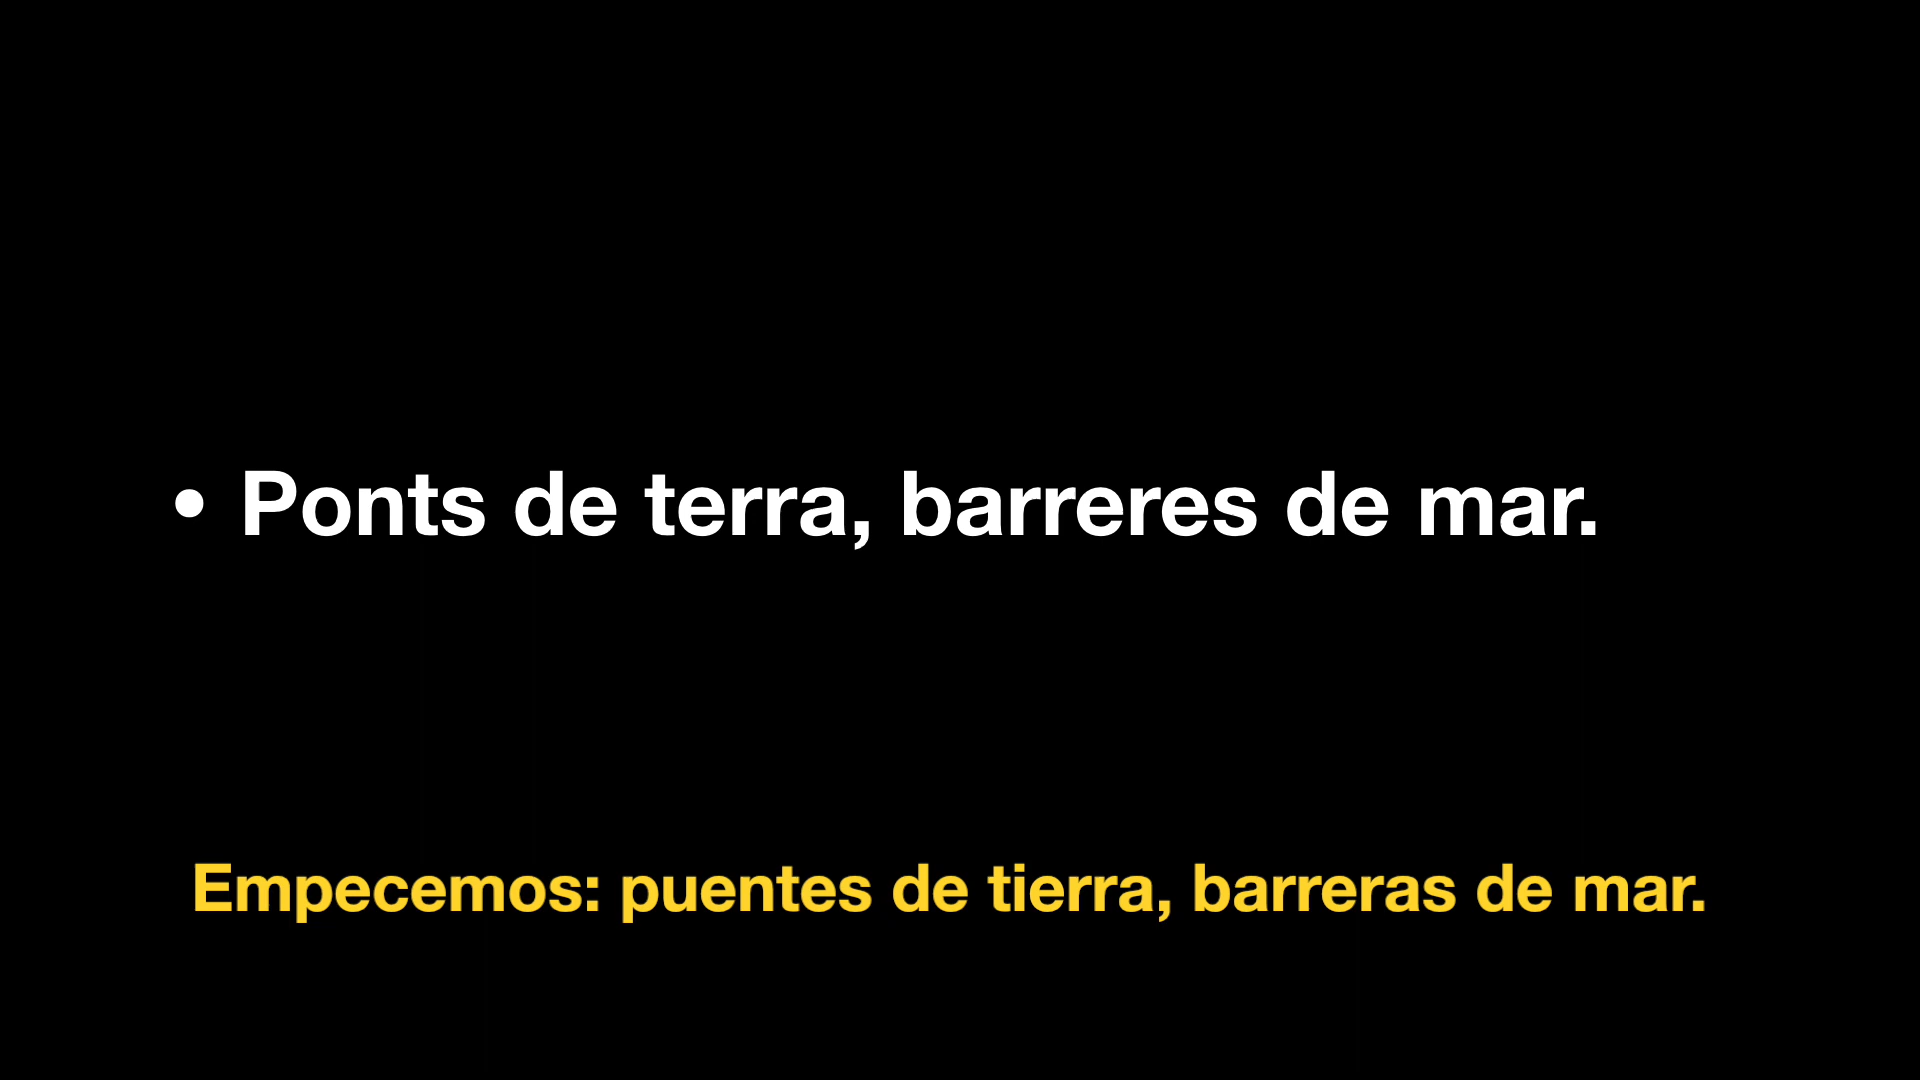 • Ponts de terra, barreres de mar.
Empecemos: puentes de tierra, barreras de mar.